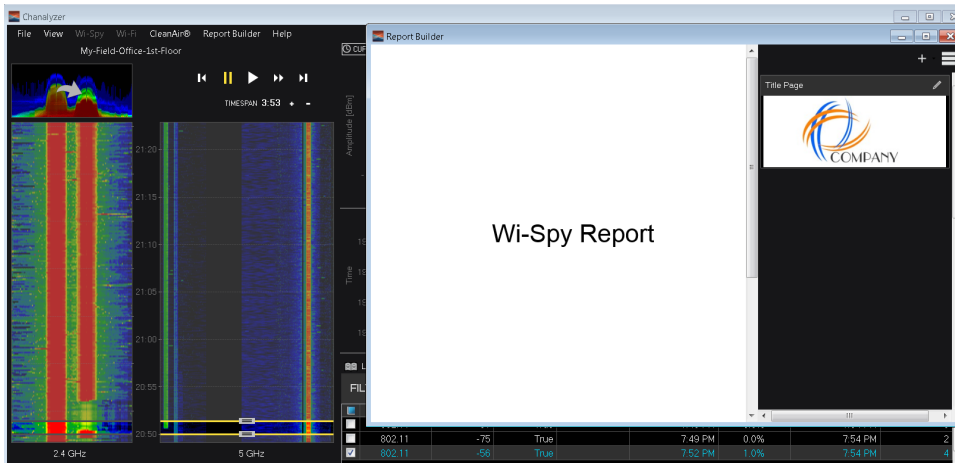 Chanalyzer
File View Wi-Spy Wi-Fi CleanAir® Report Builder Help
My-Field-Office-1st-Floor
TIMESPAN 3:53 + -
21:20
21:15
21:10
21:05
21:00
20:55
20:50
2.4 GHz
5 GHz
Amplitude [dBm]
Time
Report Builder
Wi-Spy Report
Title Page
COMPANY
802.11 -75 True 7:49 PM 0.0% 7:54 PM 2
802.11 -56 True 7:52 PM 1.0% 7:54 PM 4